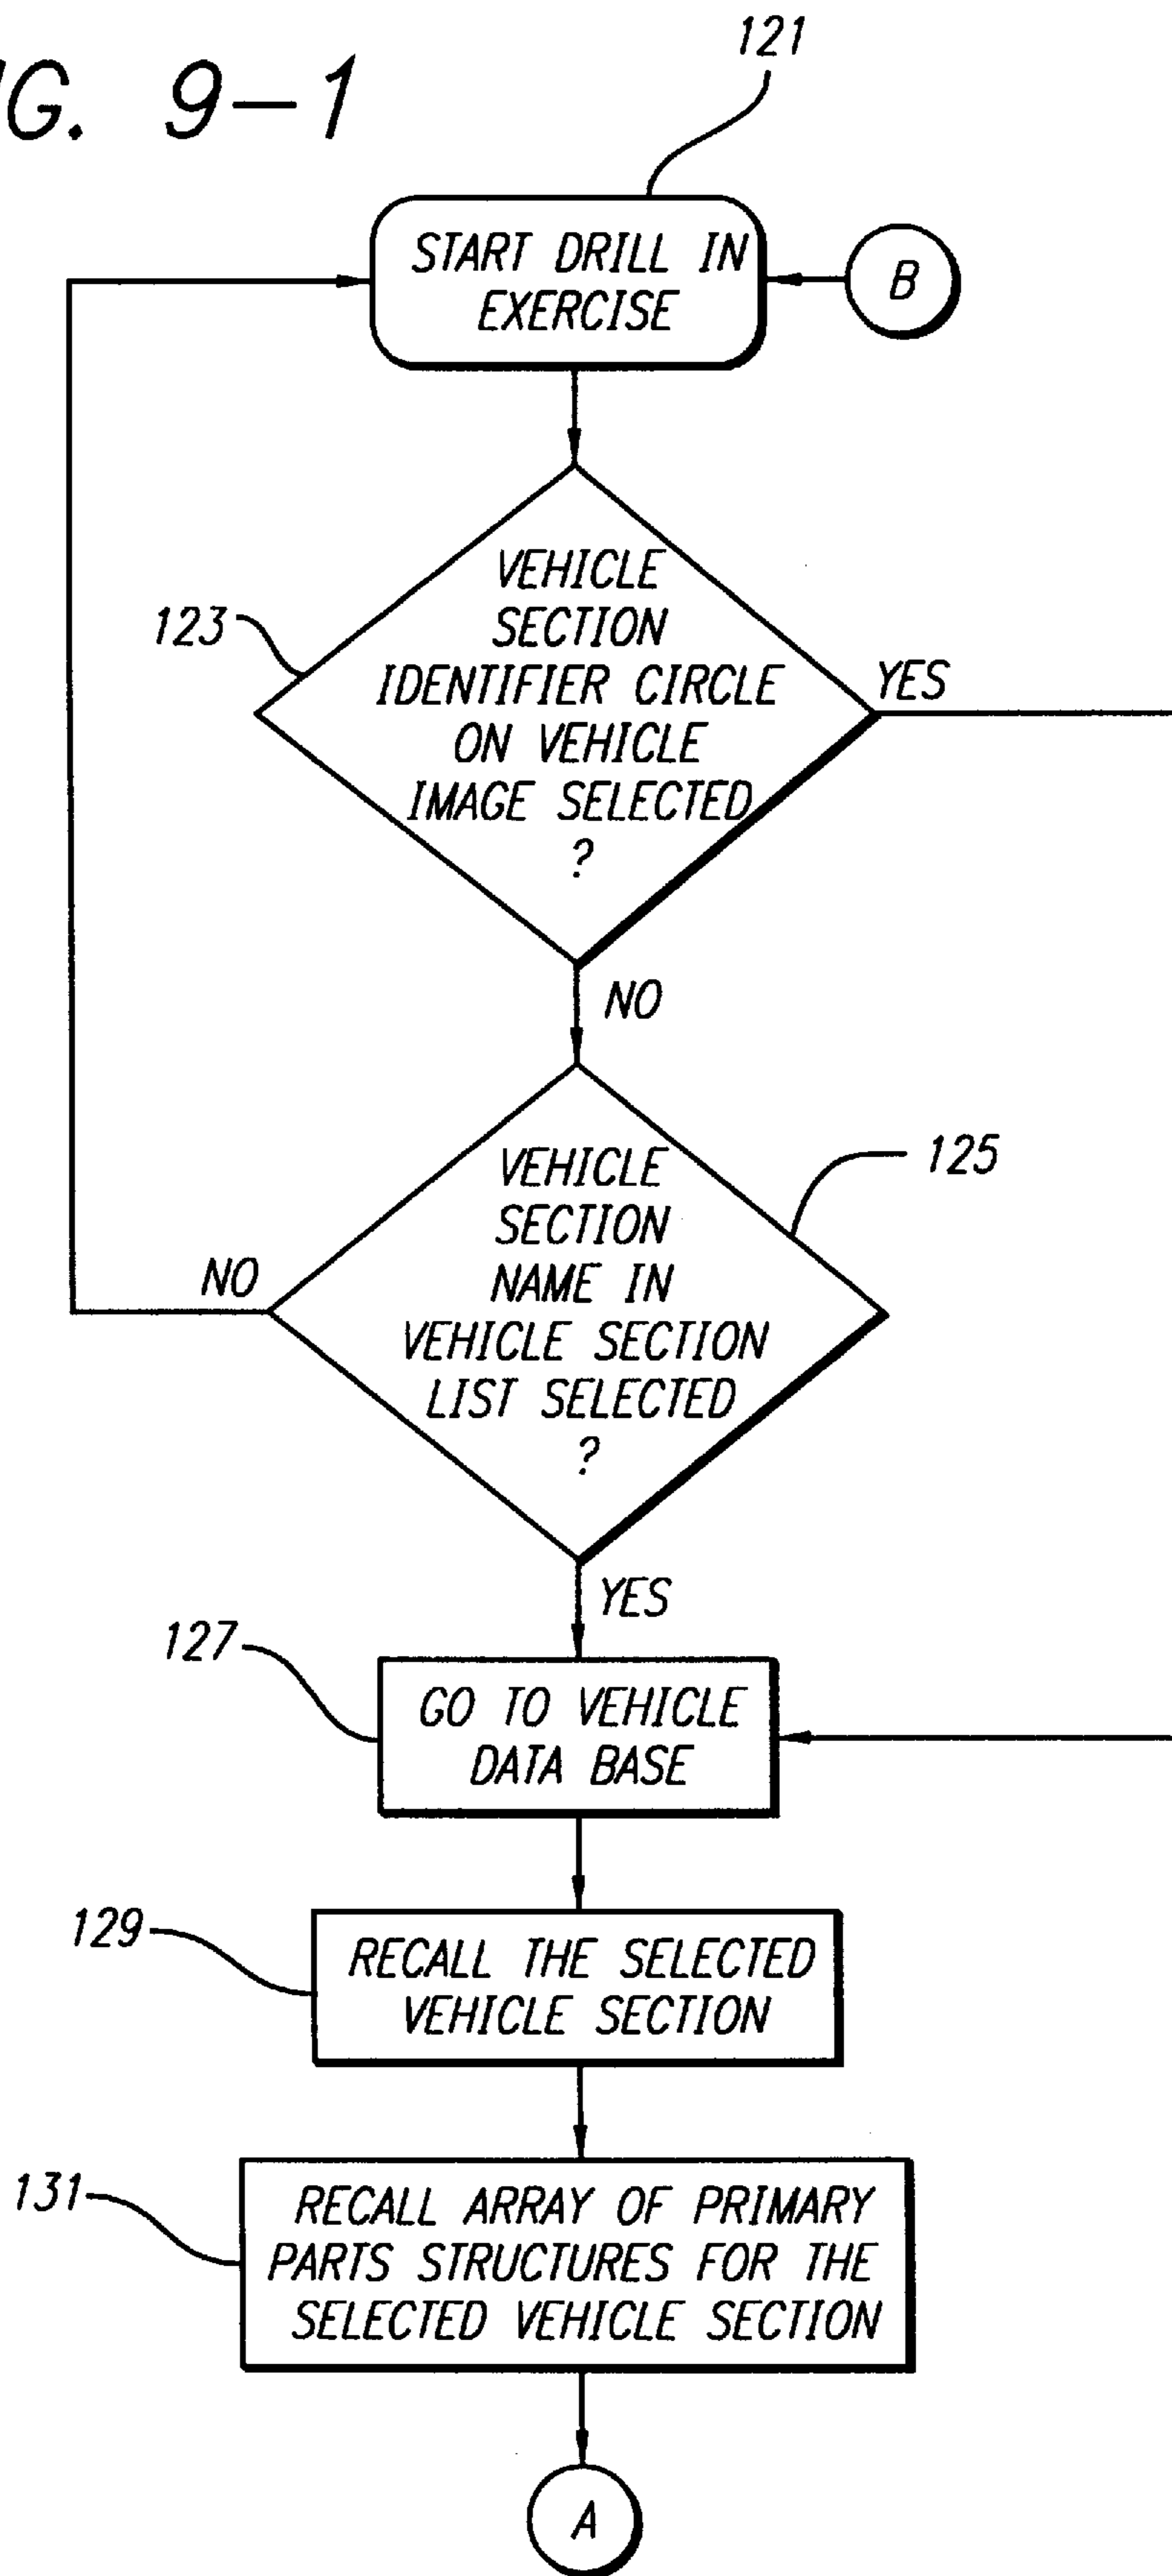 G. 9-1
121
START DRILL IN
EXERCISE
B
123
VEHICLE
SECTION
IDENTIFIER CIRCLE
ON VEHICLE
IMAGE SELECTED
?
YES
NO
125
VEHICLE
SECTION
NAME IN
VEHICLE SECTION
LIST SELECTED
?
NO
YES
127
GO TO VEHICLE
DATA BASE
129
RECALL THE SELECTED
VEHICLE SECTION
131
RECALL ARRAY OF PRIMARY
PARTS STRUCTURES FOR THE
SELECTED VEHICLE SECTION
A